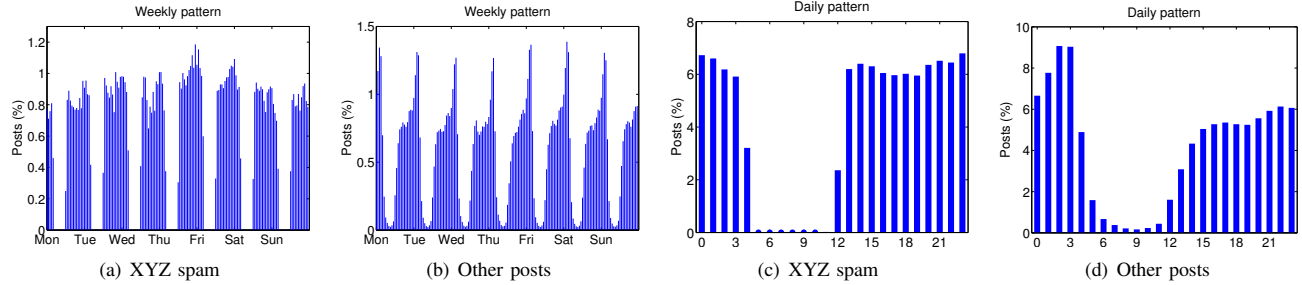 Weekly pattern
Posts (%)
1.2
1
0.8
0.6
0.4
0.2
0
Mon Tue Wed Thu Fri Sat Sun
(a) XYZ spam
Weekly pattern
Posts (%)
1.5
1
0.5
0
Mon Tue Wed Thu Fri Sat Sun
(b) Other posts
Daily pattern
Posts (%)
8
6
4
2
0
0 3 6 9 12 15 18 21
(c) XYZ spam
Daily pattern
Posts (%)
10
8
6
4
2
0
0 3 6 9 12 15 18 21
(d) Other posts